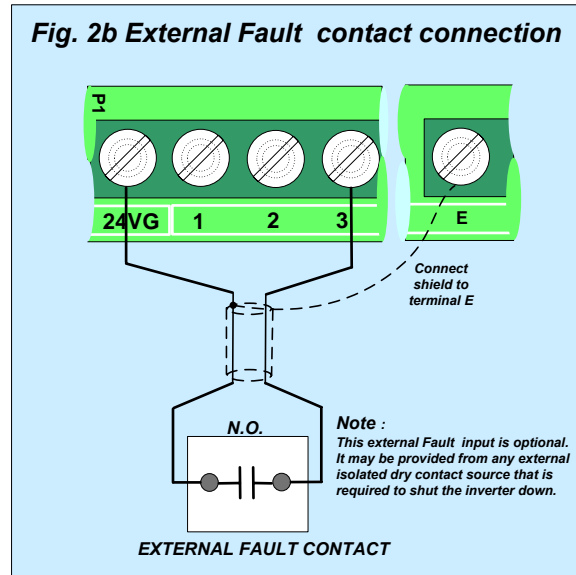 Fig. 2b External Fault contact connection
P1
24VG 1 2 3 E
Connect
shield to
terminal E
N.O.
Note :
This external Fault input is optional.
It may be provided from any external
isolated dry contact source that is
required to shut the inverter down.
EXTERNAL FAULT CONTACT